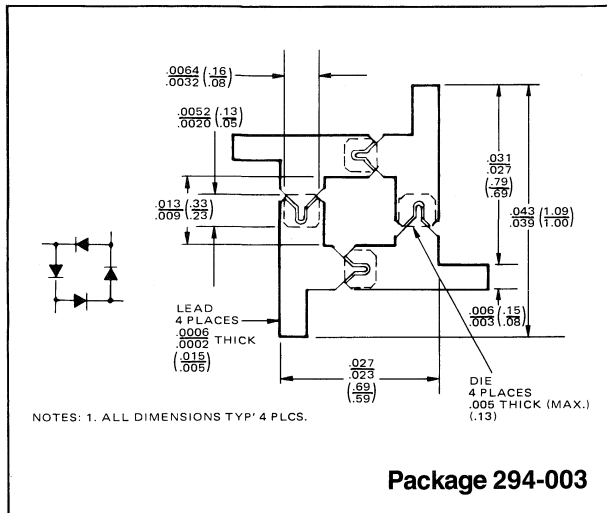 .0064 (.16
.0032 (.08)
.0052 (.13
.0020 (.05)
.013 (.33
.009 (.23)
.031
.027
(.79
.69)
.043 (1.09
.039 (1.00)
.006 (.15
.003 (.08)
LEAD
4 PLACES
.0006
.0002 THICK
(.015
.005)
.027
.023
(.69
.59)
DIE
4 PLACES
.005 THICK (MAX.)
(.13)
NOTES: 1. ALL DIMENSIONS TYP' 4 PLCS.
Package 294-003